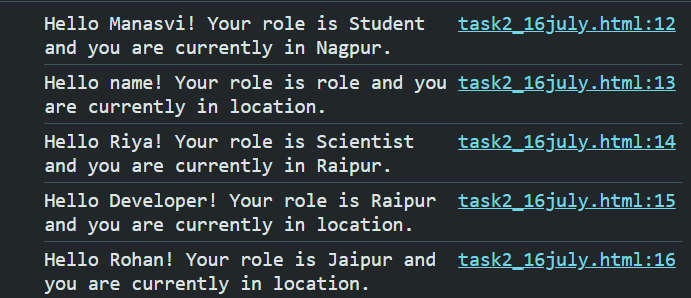 Hello Manasvi! Your role is Student task2_16july.html:12
and you are currently in Nagpur.
Hello name! Your role is role and you task2_16july.html:13
are currently in location.
Hello Riya! Your role is Scientist task2_16july.html:14
and you are currently in Raipur.
Hello Developer! Your role is Raipur task2_16july.html:15
and you are currently in location.
Hello Rohan! Your role is Jaipur and task2_16july.html:16
you are currently in location.